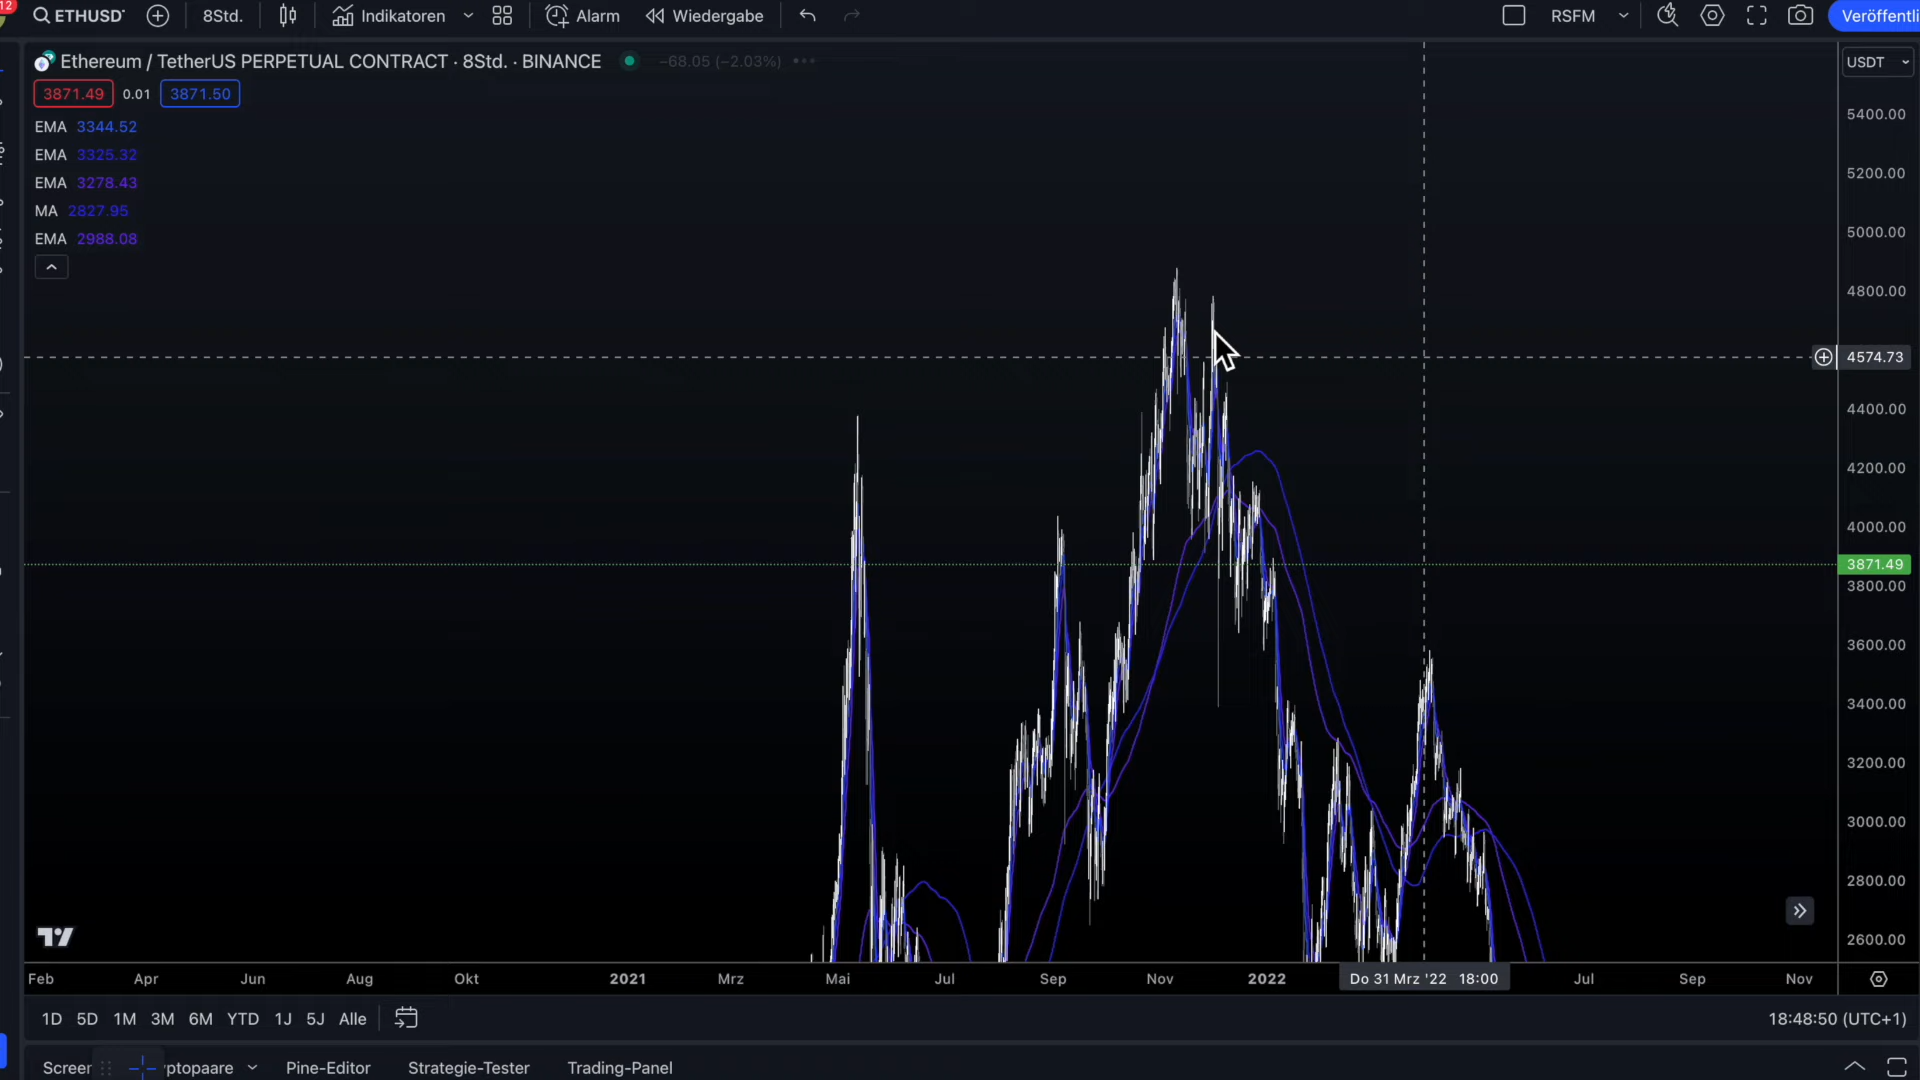 12
ETHUSD
8Std.
Indikatoren
Alarm
Wiedergabe
RSFM
Veröffentli
Ethereum / TetherUS PERPETUAL CONTRACT · 8Std. · BINANCE
−68.05 (−2.03%)
USDT
3871.49
0.01
3871.50
EMA 3344.52
EMA 3325.32
EMA 3278.43
MA 2827.95
EMA 2988.08
5400.00
5200.00
5000.00
4800.00
4574.73
4400.00
4200.00
4000.00
3871.49
3800.00
3600.00
3400.00
3200.00
3000.00
2800.00
2600.00
Feb
Apr
Jun
Aug
Okt
2021
Mrz
Mai
Jul
Sep
Nov
2022
Do 31 Mrz '22 18:00
Jul
Sep
Nov
1D
5D
1M
3M
6M
YTD
1J
5J
Alle
18:48:50 (UTC+1)
Screer
ptopaare
Pine-Editor
Strategie-Tester
Trading-Panel